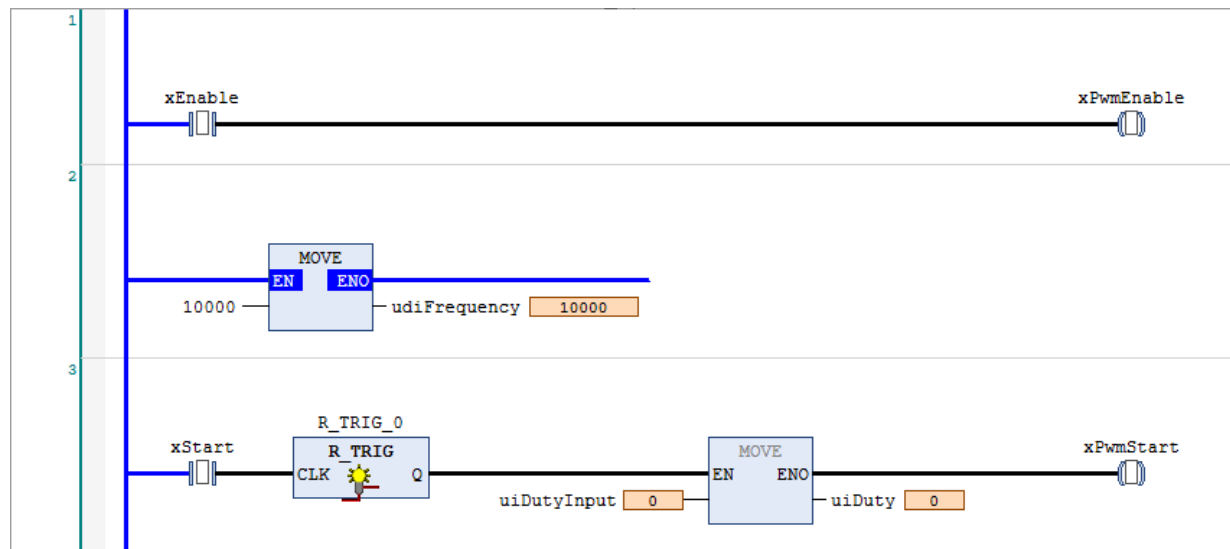 1
xEnable xPwmEnable
2
MOVE
EN ENO
10000 udiFrequency 10000
3
R_TRIG_0
xStart R_TRIG MOVE xPwmStart
CLK Q EN ENO
uiDutyInput 0 uiDuty 0